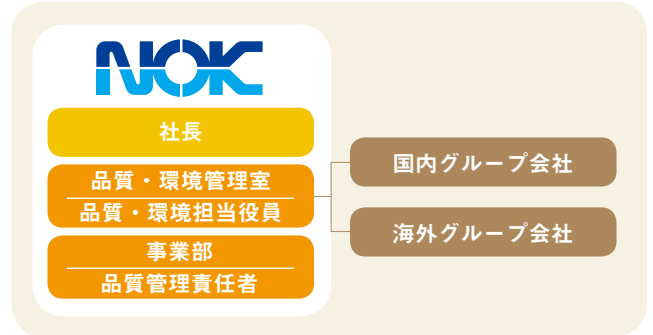 NOK
社長
品質・環境管理室
品質・環境担当役員
事業部
品質管理責任者
国内グループ会社
海外グループ会社